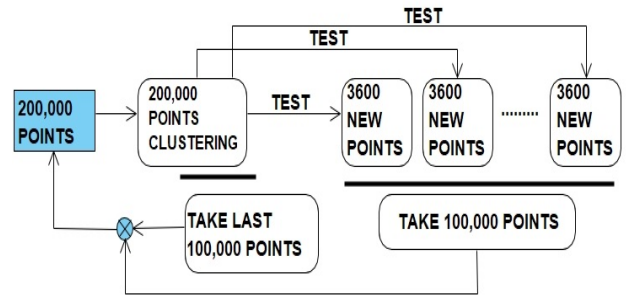 TEST
TEST
200,000
POINTS
200,000
POINTS
CLUSTERING
TEST
3600
NEW
POINTS
3600
NEW
POINTS
3600
NEW
POINTS
TAKE LAST
100,000 POINTS
TAKE 100,000 POINTS